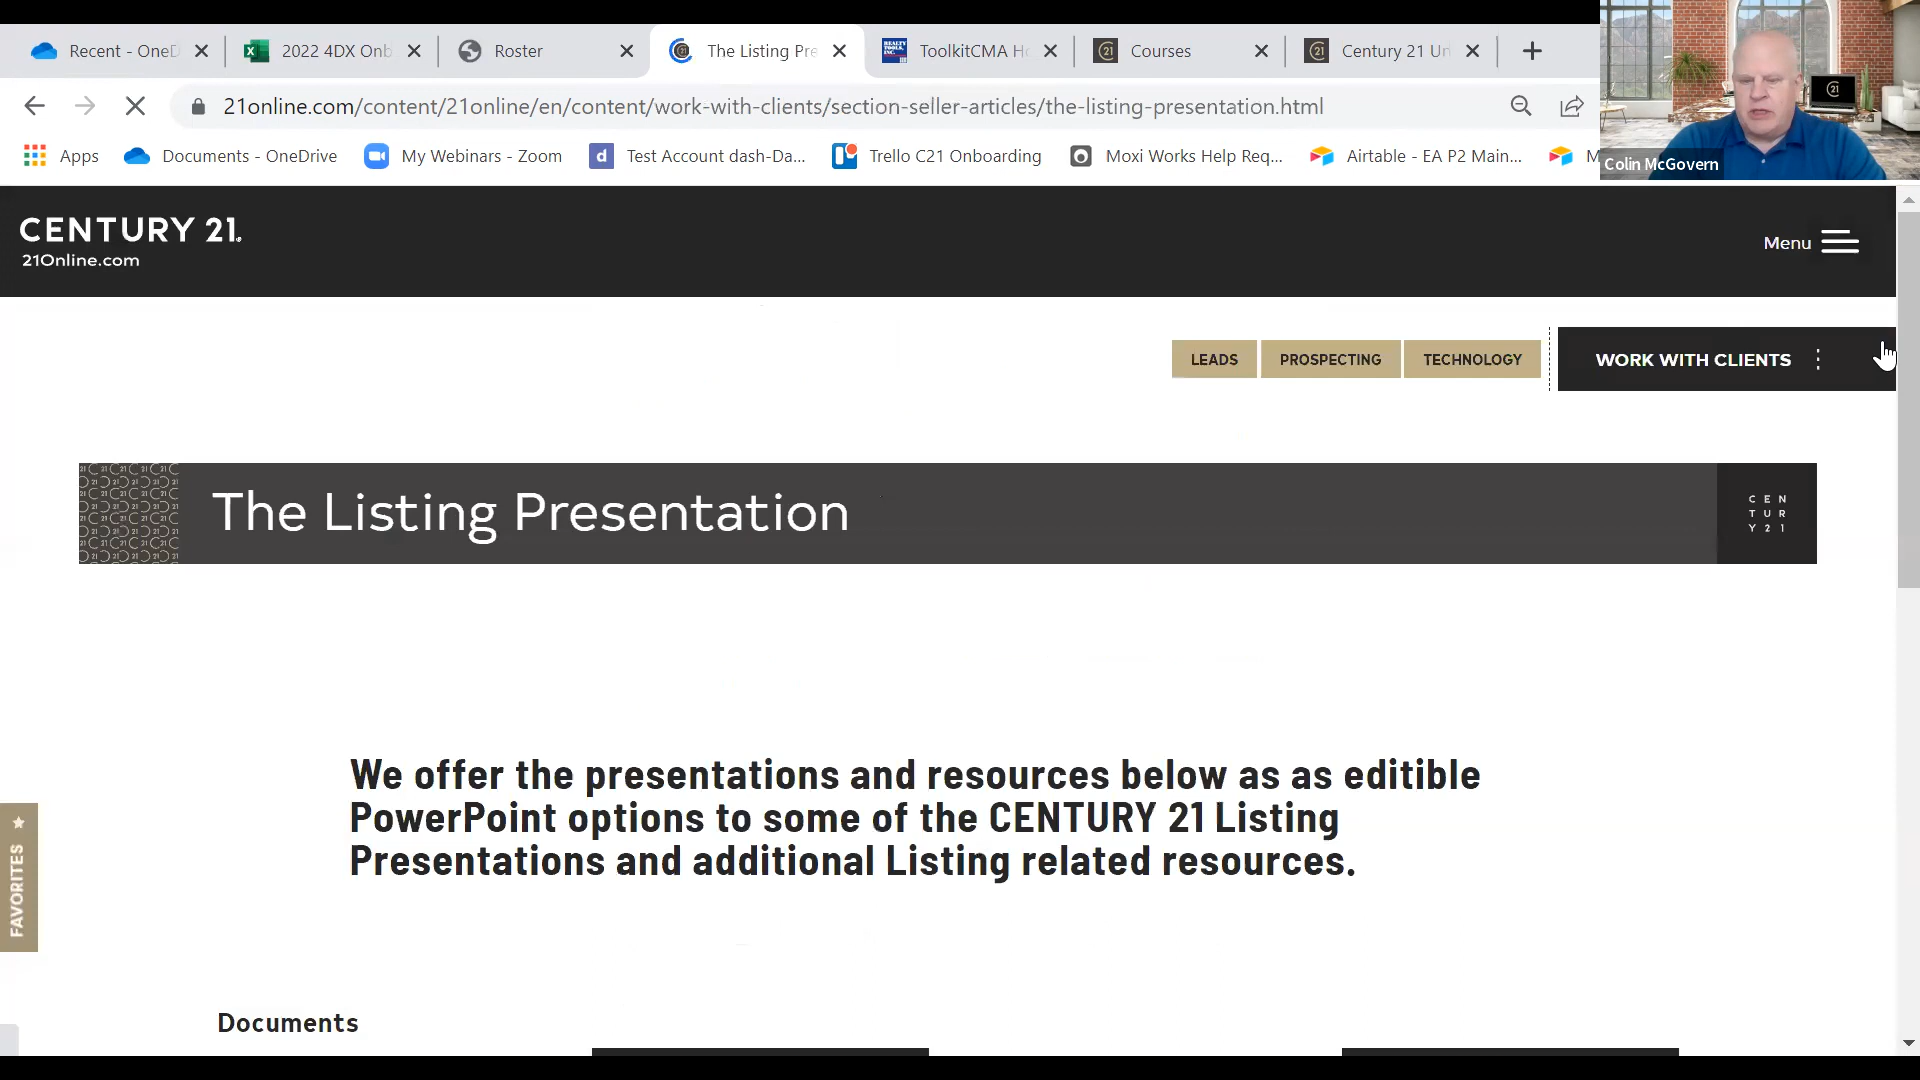 Recent - OneD
2022 4DX Onb
Roster
The Listing Pre
ToolkitCMA Ho
Courses
Century 21 Un
21online.com/content/21online/en/content/work-with-clients/section-seller-articles/the-listing-presentation.html
Apps
Documents - OneDrive
My Webinars - Zoom
d
Test Account dash-Da...
Trello C21 Onboarding
Moxi Works Help Req...
Airtable - EA P2 Main...
M
Colin McGovern
CENTURY 21.
21Online.com
Menu
LEADS
PROSPECTING
TECHNOLOGY
WORK WITH CLIENTS
The Listing Presentation
CEN
TUR
Y21
We offer the presentations and resources below as as editible
PowerPoint options to some of the CENTURY 21 Listing
Presentations and additional Listing related resources.
FAVORITES
Documents